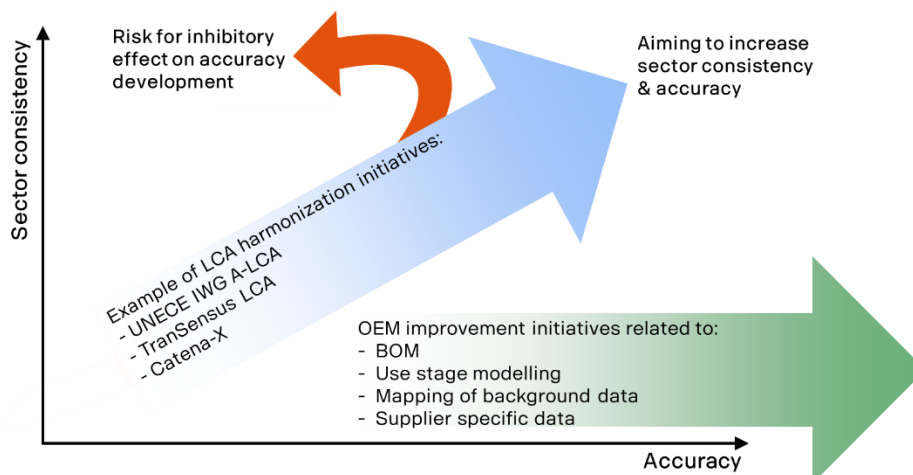 Risk for inhibitory
effect on accuracy
development
Aiming to increase
sector consistency
& accuracy
Sector consistency
Example of LCA harmonization initiatives:
- UNECE IWG A-LCA
- TranSensus LCA
- Catena-X
OEM improvement initiatives related to:
- BOM
- Use stage modelling
- Mapping of background data
- Supplier specific data
Accuracy